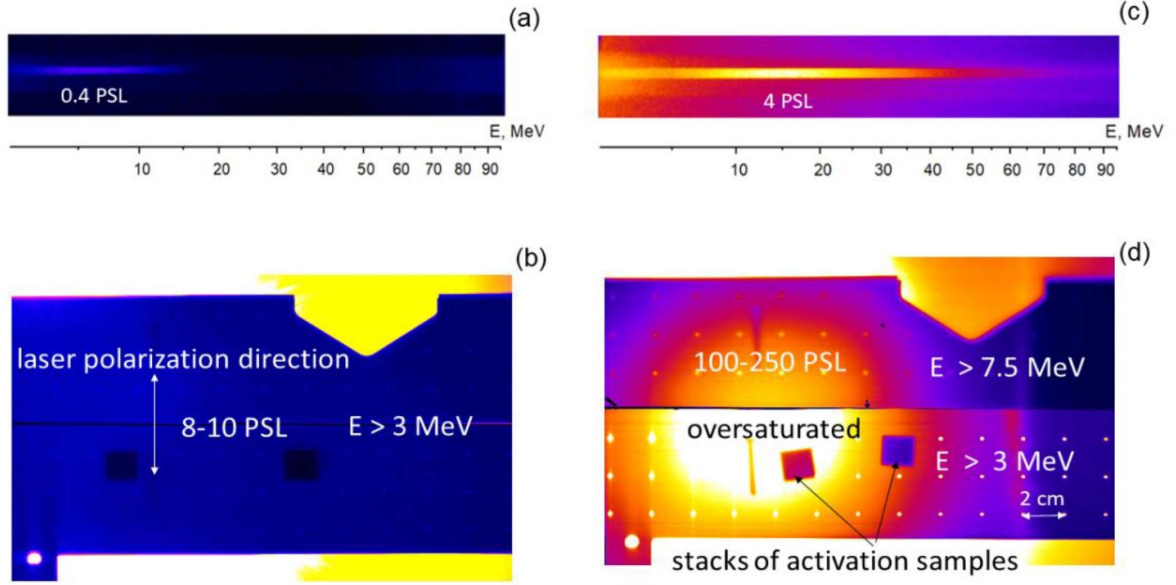 (a)
0.4 PSL
E, MeV
10 20 30 40 50 60 70 80 90
(c)
4 PSL
E, MeV
10 20 30 40 50 60 70 80 90
(b)
laser polarization direction
8-10 PSL
E > 3 MeV
(d)
100-250 PSL
E > 7.5 MeV
oversaturated
E > 3 MeV
2 cm
stacks of activation samples